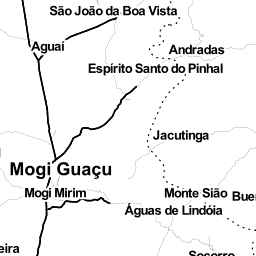 São João da Boa Vista
Aguaí
Andradas
Espírito Santo do Pinhal
Jacutinga
Mogi Guaçu
Mogi Mirim
Monte Sião
Águas de Lindóia